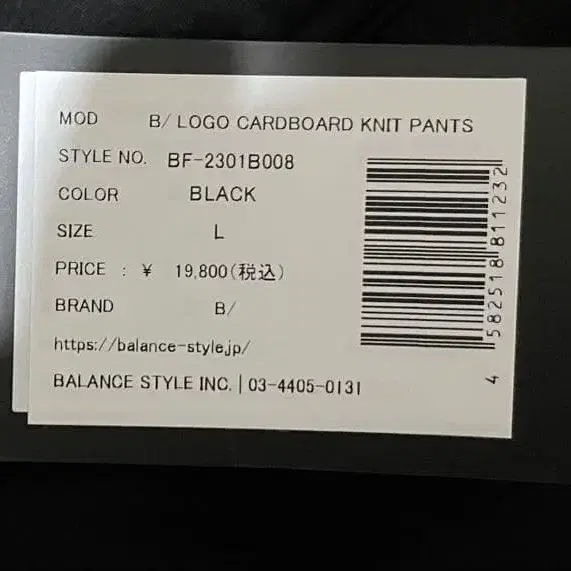 MOD B/ LOGO CARDBOARD KNIT PANTS
STYLE NO. BF-2301B008
COLOR BLACK
SIZE L
PRICE : ¥ 19,800(税込)
BRAND B/
https://balance-style.jp/
BALANCE STYLE INC. | 03-4405-0131
4 582518 811232